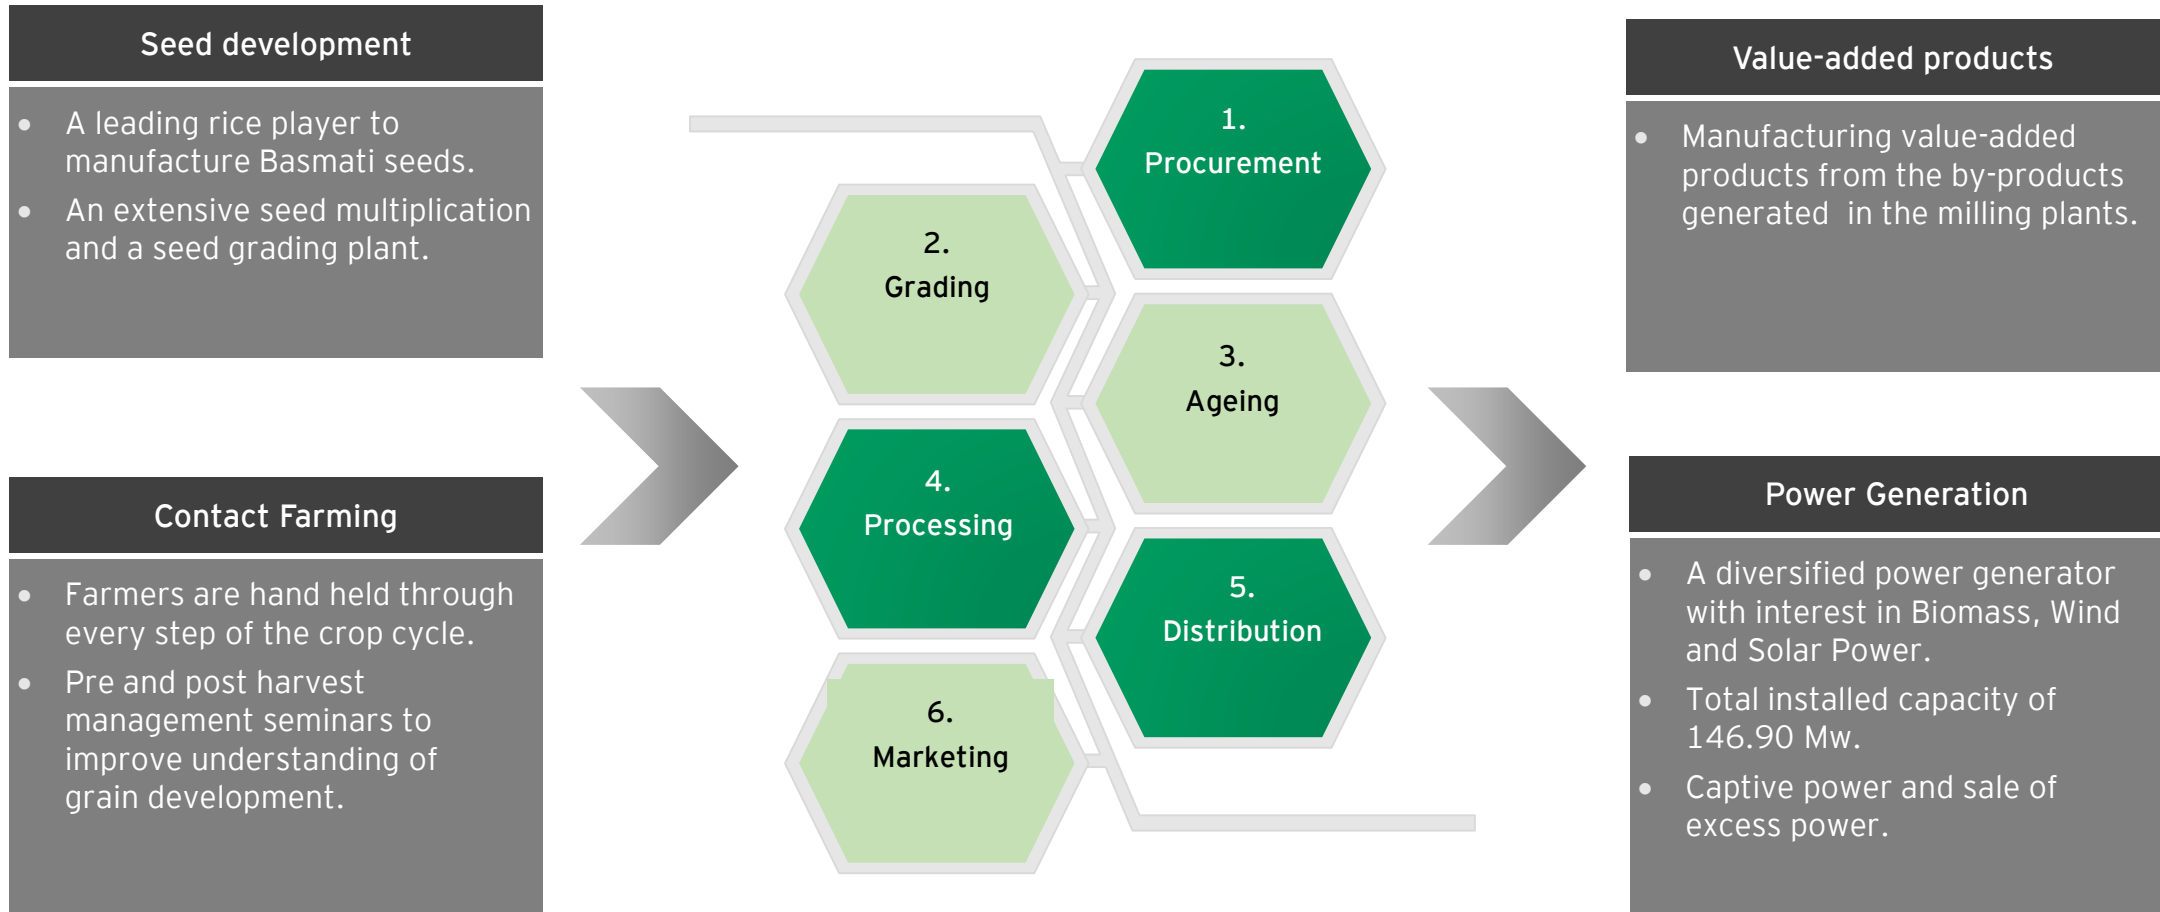 Seed development
• A leading rice player to
manufacture Basmati seeds.
• An extensive seed multiplication
and a seed grading plant.
Contact Farming
• Farmers are hand held through
every step of the crop cycle.
• Pre and post harvest
management seminars to
improve understanding of
grain development.
1.
Procurement
2.
Grading
3.
Ageing
4.
Processing
5.
Distribution
6.
Marketing
Value-added products
• Manufacturing value-added
products from the by-products
generated  in the milling plants.
Power Generation
• A diversified power generator
with interest in Biomass, Wind
and Solar Power.
• Total installed capacity of
146.90 Mw.
• Captive power and sale of
excess power.